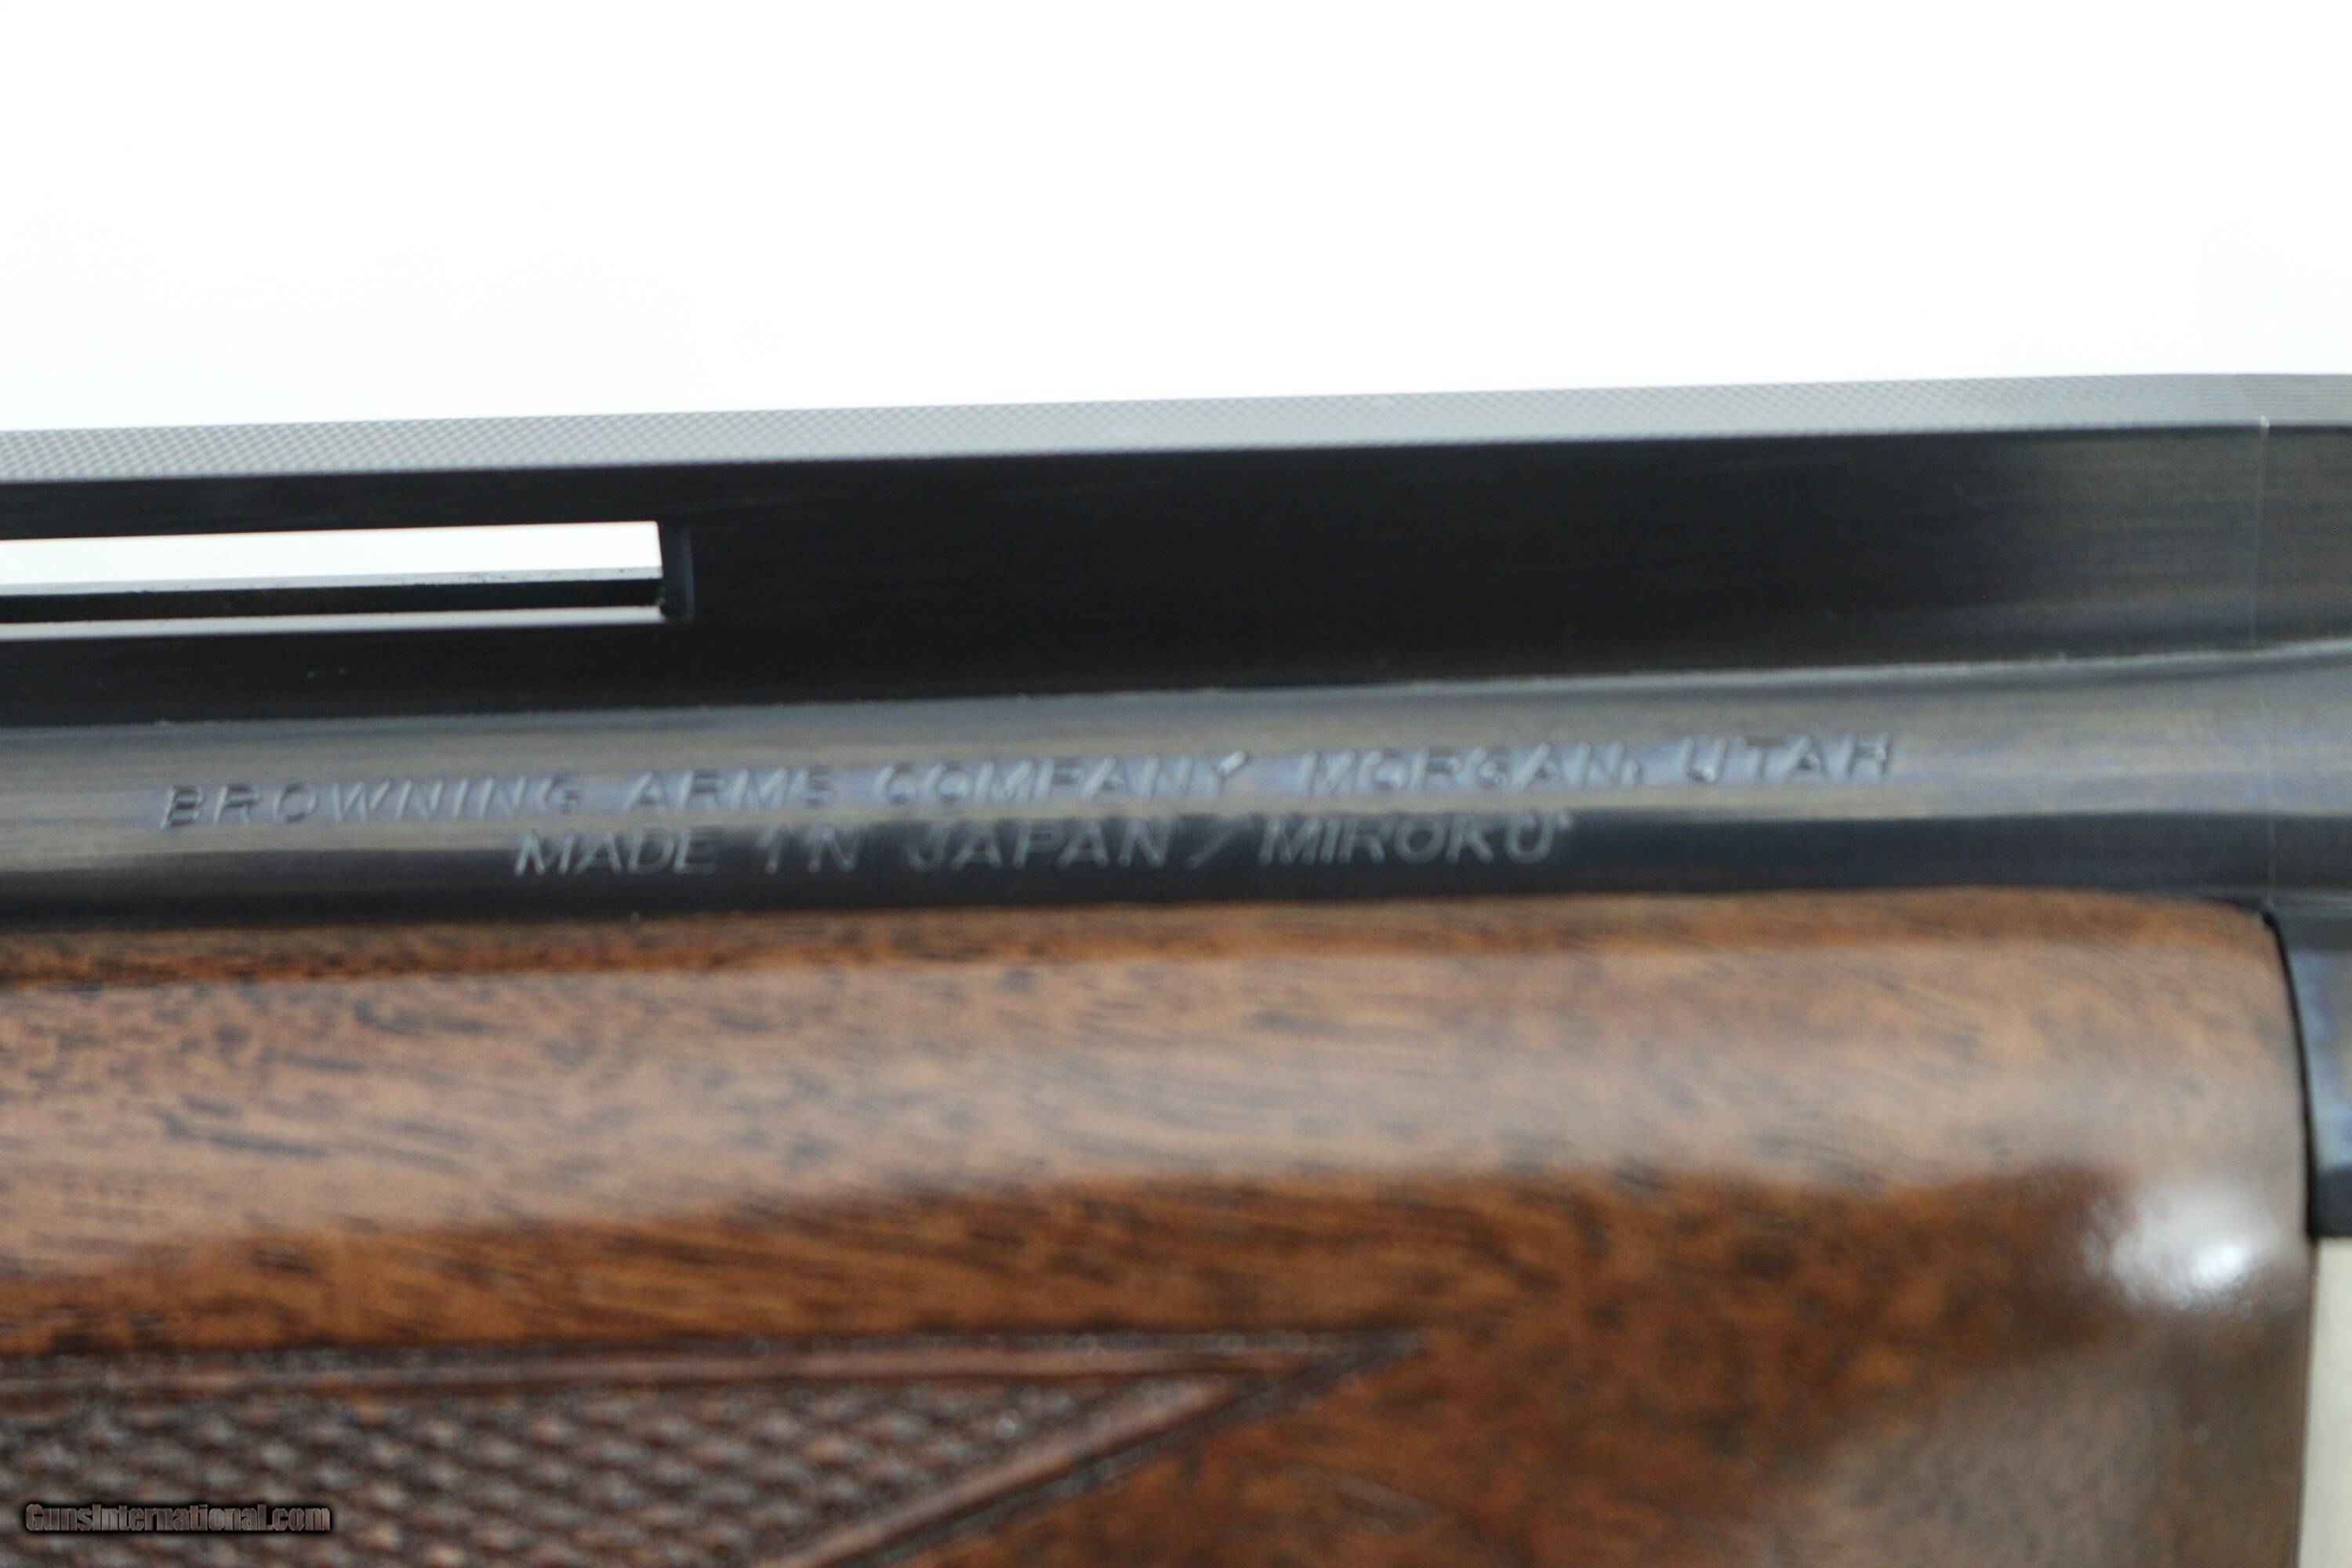 BROWNING ARMS COMPANY MORGAN, UTAH
MADE IN JAPAN / MIROKU
GunsInternational.com